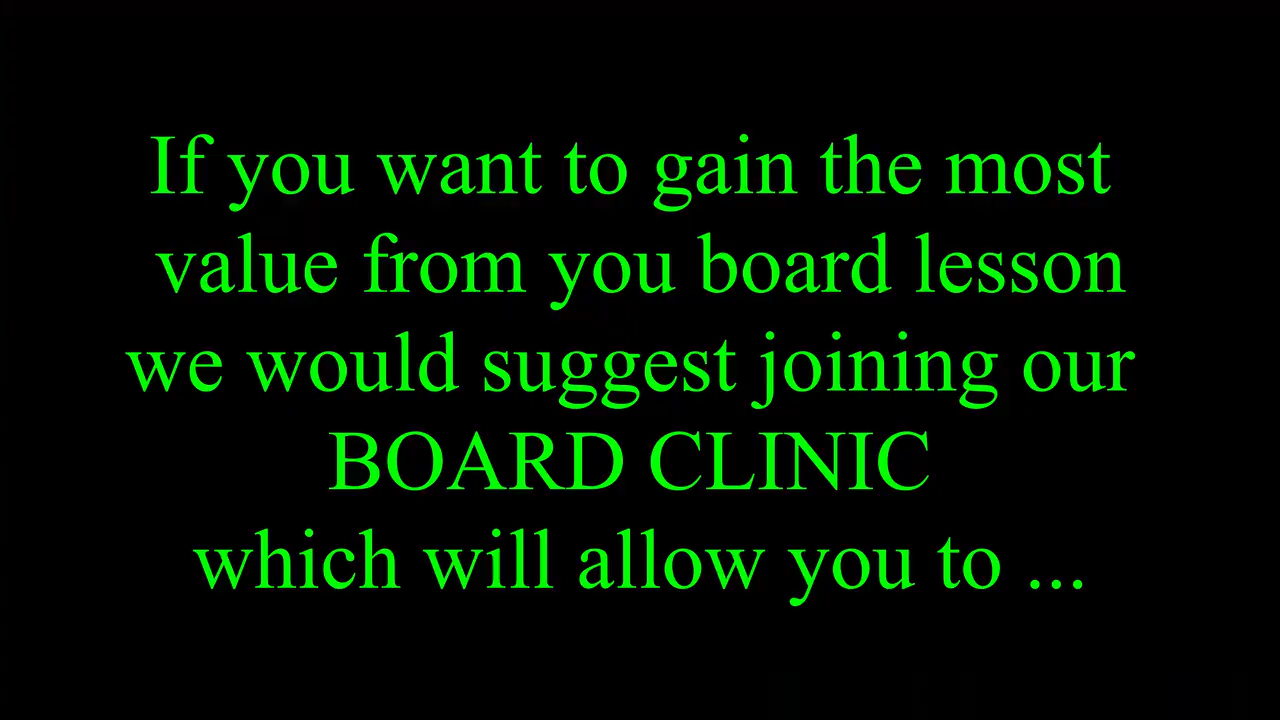 If you want to gain the most
value from you board lesson
we would suggest joining our
BOARD CLINIC
which will allow you to ...